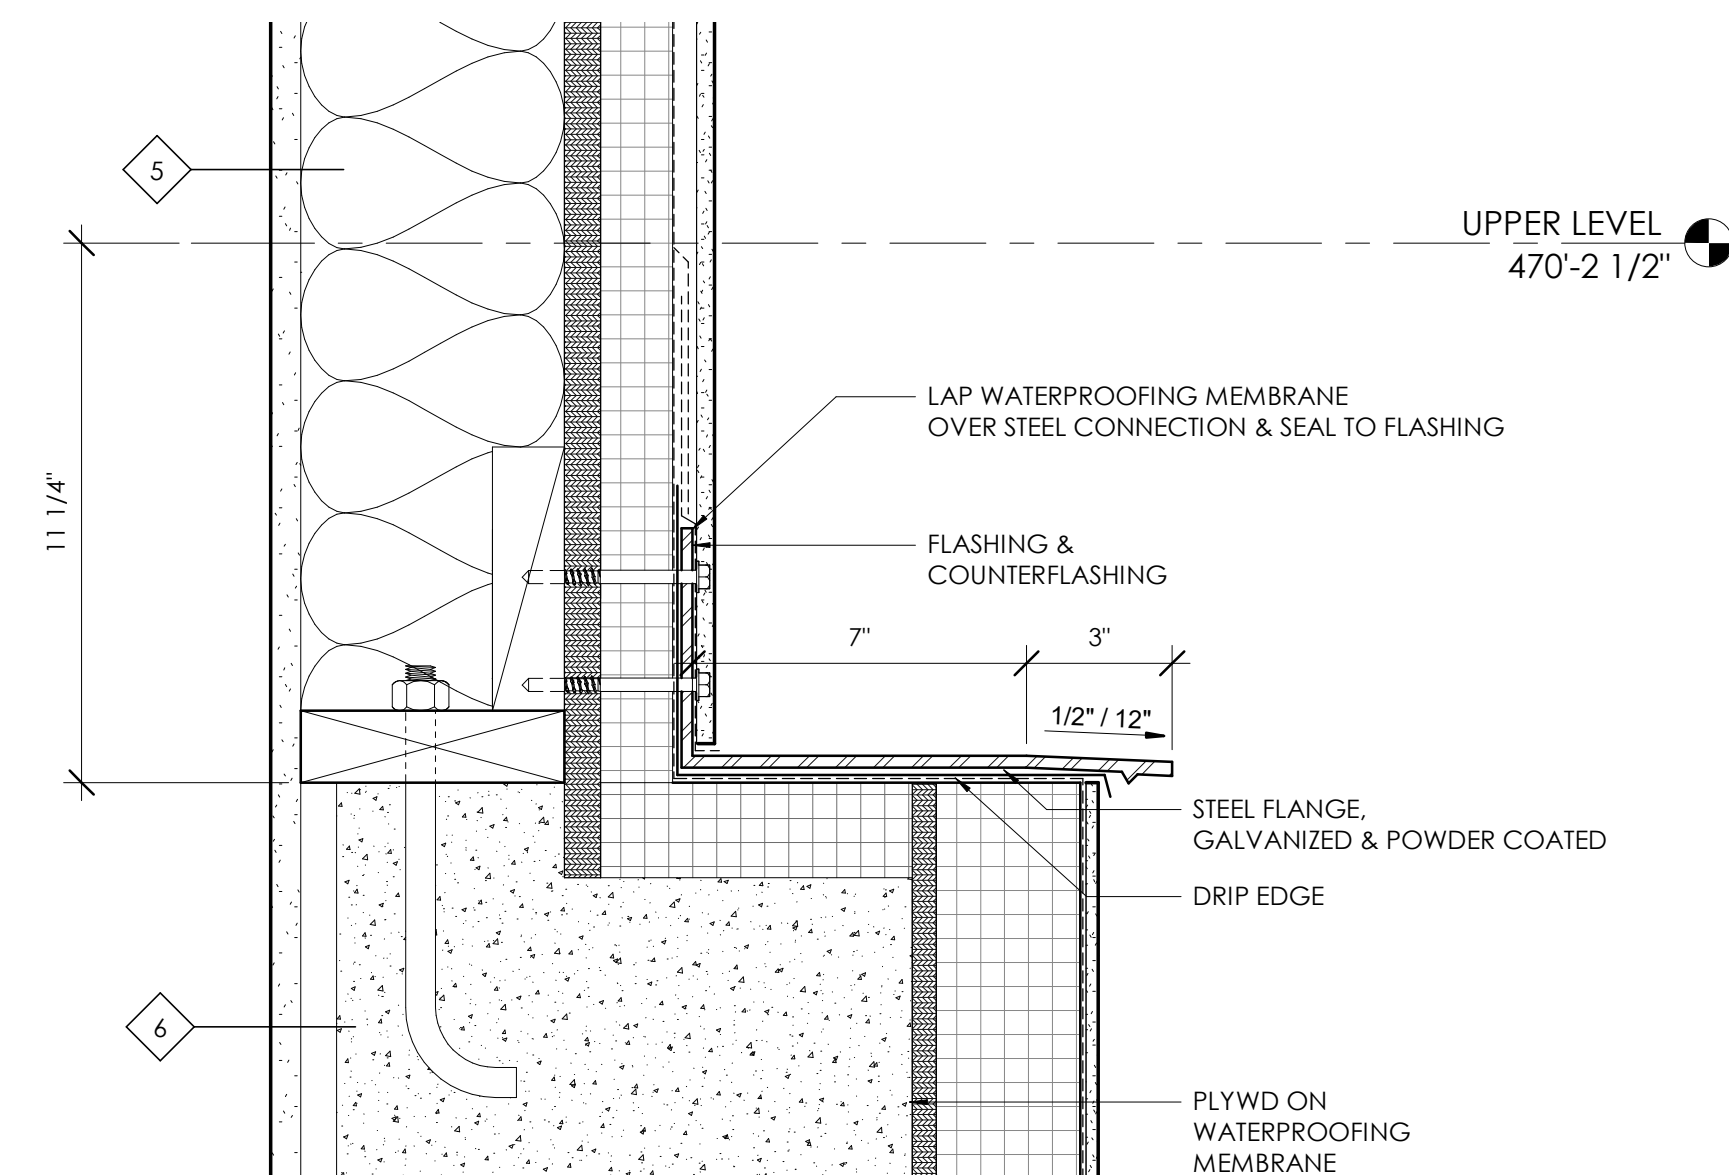 5
UPPER LEVEL
470'-2 1/2"
LAP WATERPROOFING MEMBRANE
OVER STEEL CONNECTION & SEAL TO FLASHING
11 1/4"
FLASHING &
COUNTERFLASHING
7"
3"
1/2" / 12"
STEEL FLANGE,
GALVANIZED & POWDER COATED
DRIP EDGE
6
PLYWD ON
WATERPROOFING
MEMBRANE